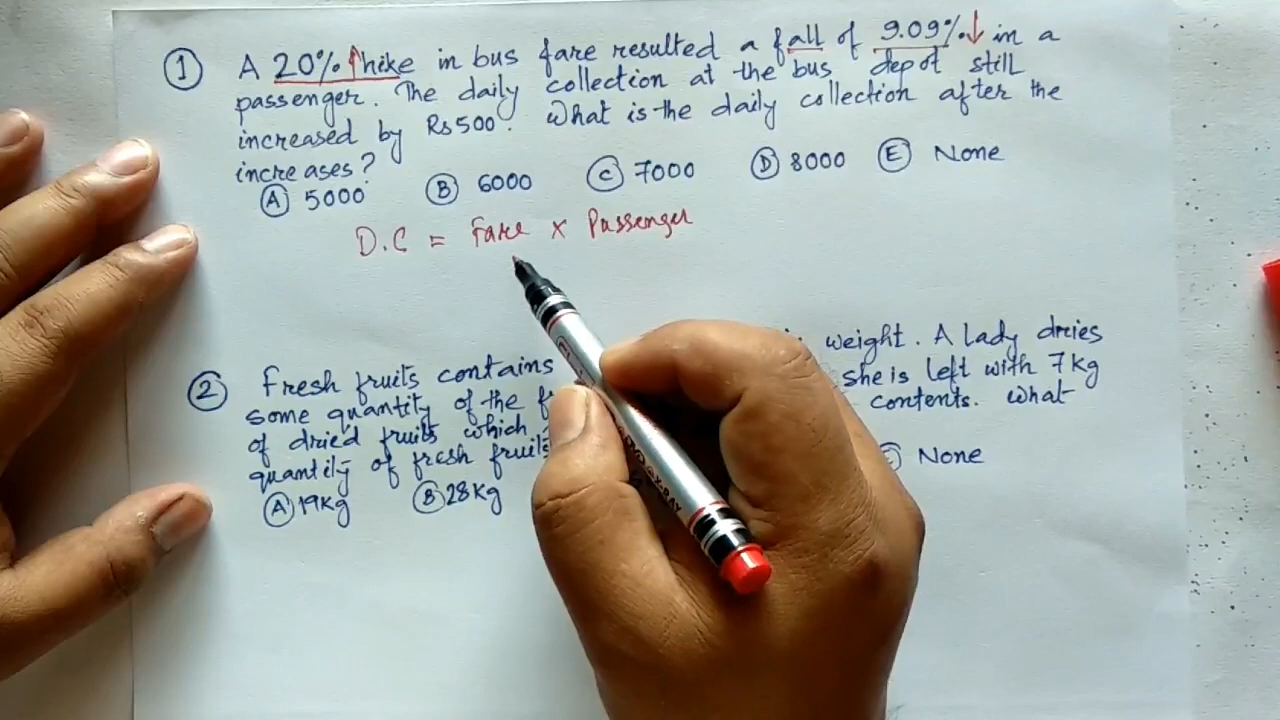 ① A 20% ↑ hike in bus fare resulted a fall of 9.09% ↓ in a
passenger. The daily collection at the bus depot still
increased by Rs 500. What is the daily collection after the
increases?
Ⓐ 5000 Ⓑ 6000 Ⓒ 7000 Ⓓ 8000 Ⓔ None
D.C = Fare x Passenger
② Fresh fruits contains weight. A lady dries
some quantity of the she is left with 7kg
of dried fruits which contents. what
quantity of fresh fruits
Ⓐ 19kg Ⓑ 28kg None
X-RAY